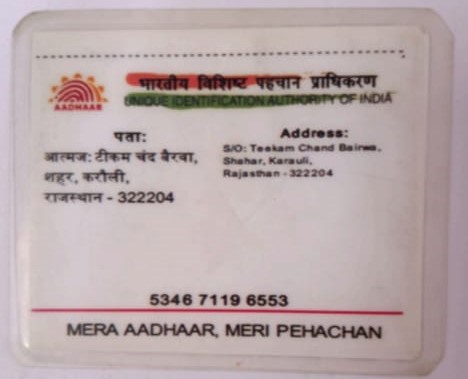 भारतीय विशिष्ट पहचान प्राधिकरण
UNIQUE IDENTIFICATION AUTHORITY OF INDIA
AADHAAR
पता:
आत्मज: टीकम चंद बैरवा,
शहर, करौली,
राजस्थान - 322204
Address:
S/O: Teekam Chand Bairwa,
Shahar, Karauli,
Rajasthan - 322204
5346 7119 6553
MERA AADHAAR, MERI PEHACHAN